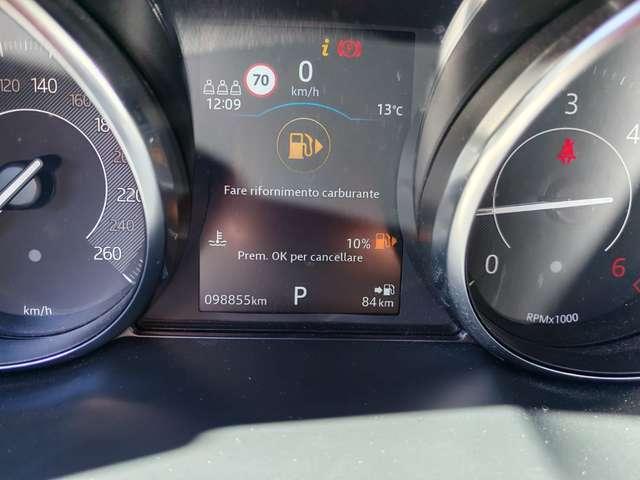 i
0
km/h
70
12:09
13°c
Fare rifornimento carburante
10%
Prem. OK per cancellare
098855km
P
84 km
120
140
160
180
220
240
260
km/h
0
3
4
6
RPMx1000